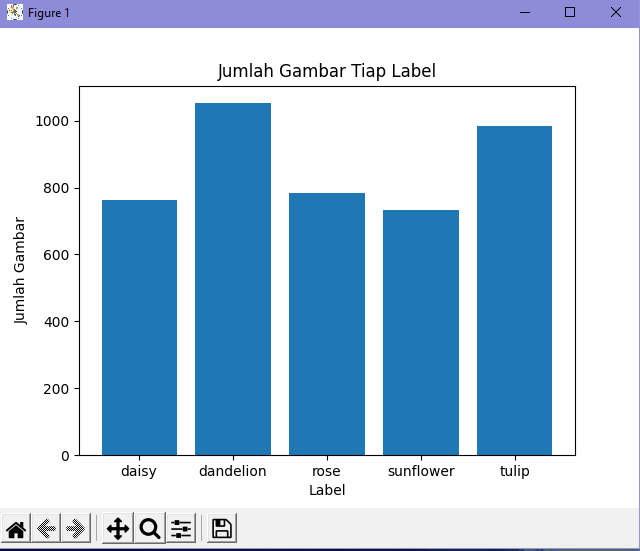 Figure 1
Jumlah Gambar Tiap Label
Jumlah Gambar
1000
800
600
400
200
0
daisy dandelion rose sunflower tulip
Label